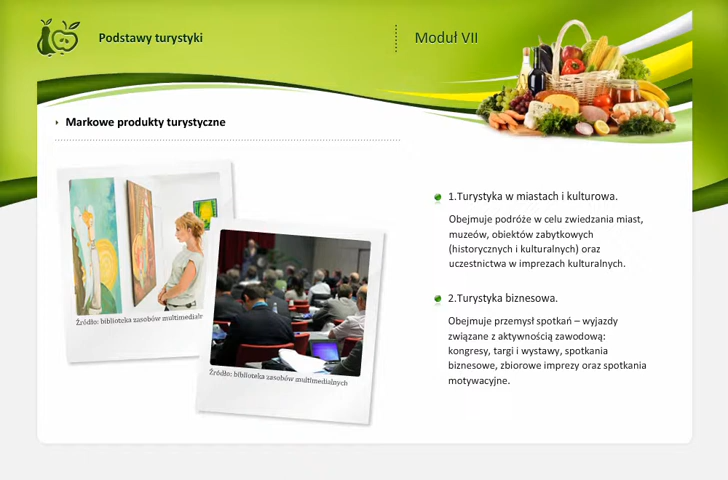 Podstawy turystyki
Moduł VII
Markowe produkty turystyczne
Źródło: biblioteka zasobów multimedialn
Źródło: biblioteka zasobów multimedialnych
1.Turystyka w miastach i kulturowa.
Obejmuje podróże w celu zwiedzania miast,
muzeów, obiektów zabytkowych
(historycznych i kulturalnych) oraz
uczestnictwa w imprezach kulturalnych.
2.Turystyka biznesowa.
Obejmuje przemysł spotkań – wyjazdy
związane z aktywnością zawodową:
kongresy, targi i wystawy, spotkania
biznesowe, zbiorowe imprezy oraz spotkania
motywacyjne.